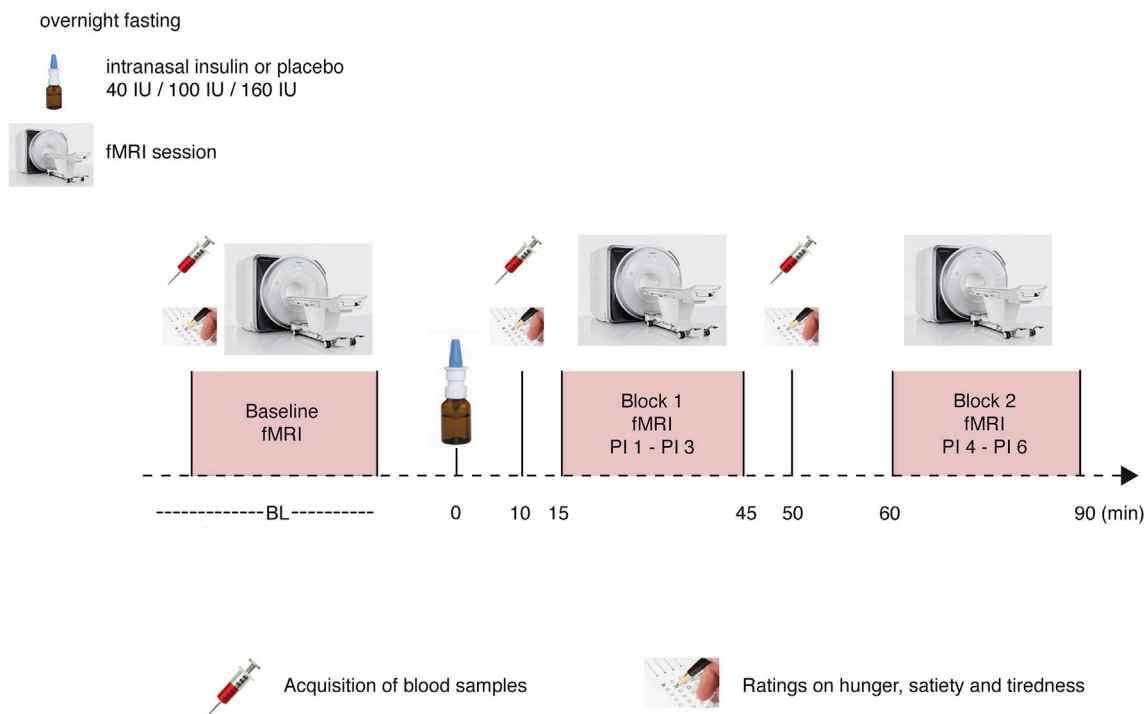 overnight fasting
intranasal insulin or placebo
40 IU / 100 IU / 160 IU
fMRI session
Baseline
fMRI
Block 1
fMRI
PI 1 - PI 3
Block 2
fMRI
PI 4 - PI 6
BL
0
10
15
45
50
60
90 (min)
Acquisition of blood samples
Ratings on hunger, satiety and tiredness